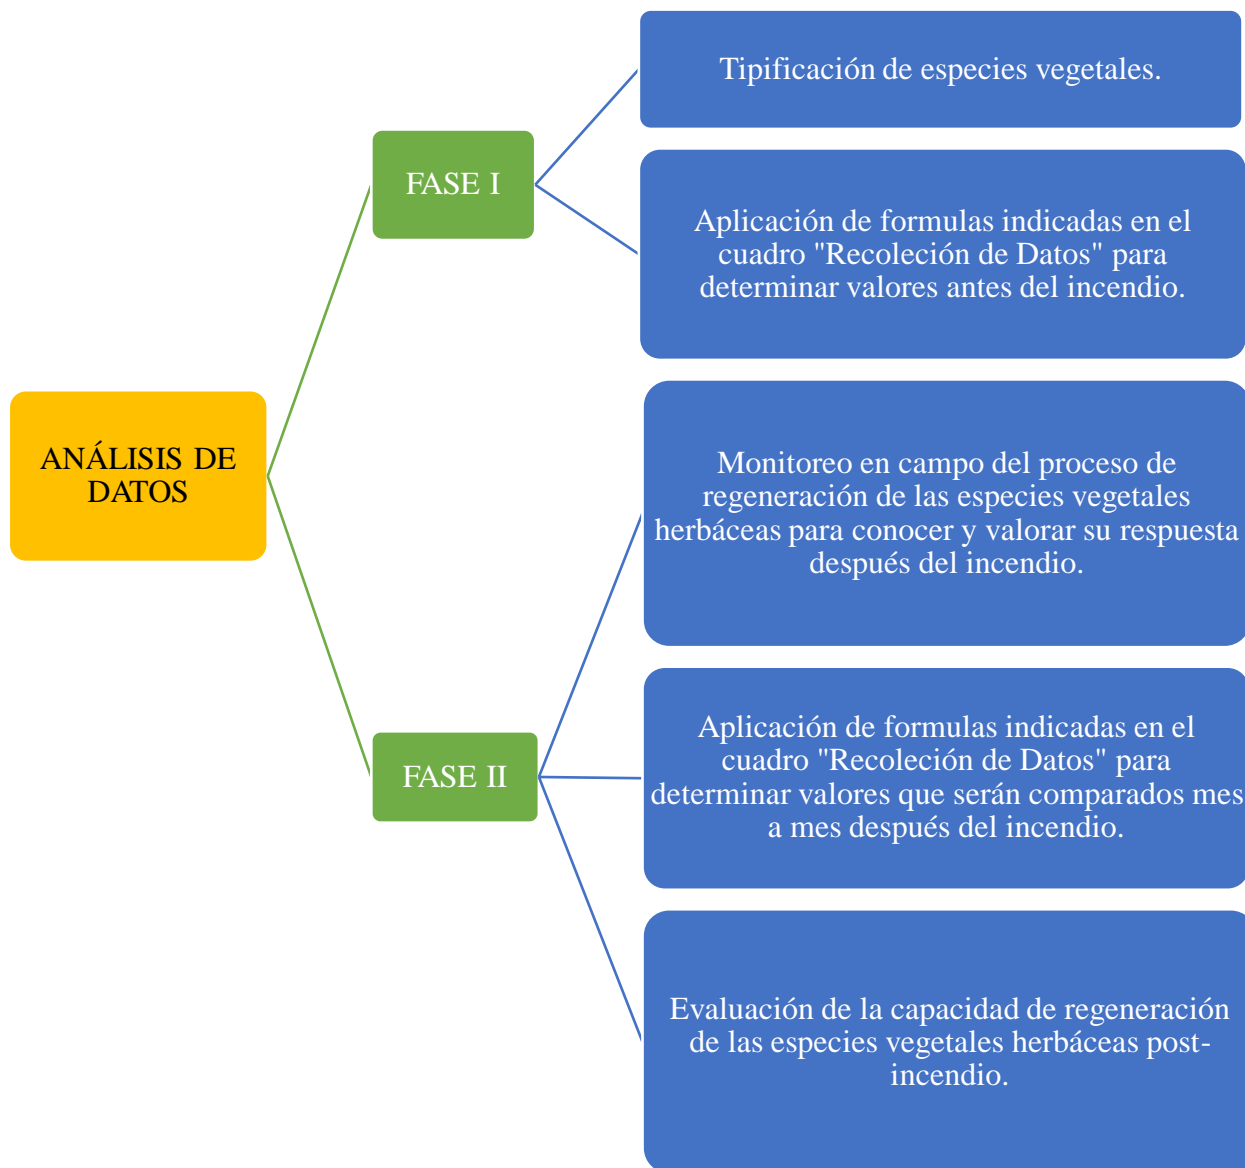 Tipificación de especies vegetales.
FASE I
Aplicación de formulas indicadas en el
cuadro "Recoleción de Datos" para
determinar valores antes del incendio.
ANÁLISIS DE
DATOS
Monitoreo en campo del proceso de
regeneración de las especies vegetales
herbáceas para conocer y valorar su respuesta
después del incendio.
FASE II
Aplicación de formulas indicadas en el
cuadro "Recoleción de Datos" para
determinar valores que serán comparados mes
a mes después del incendio.
Evaluación de la capacidad de regeneración
de las especies vegetales herbáceas post-
incendio.